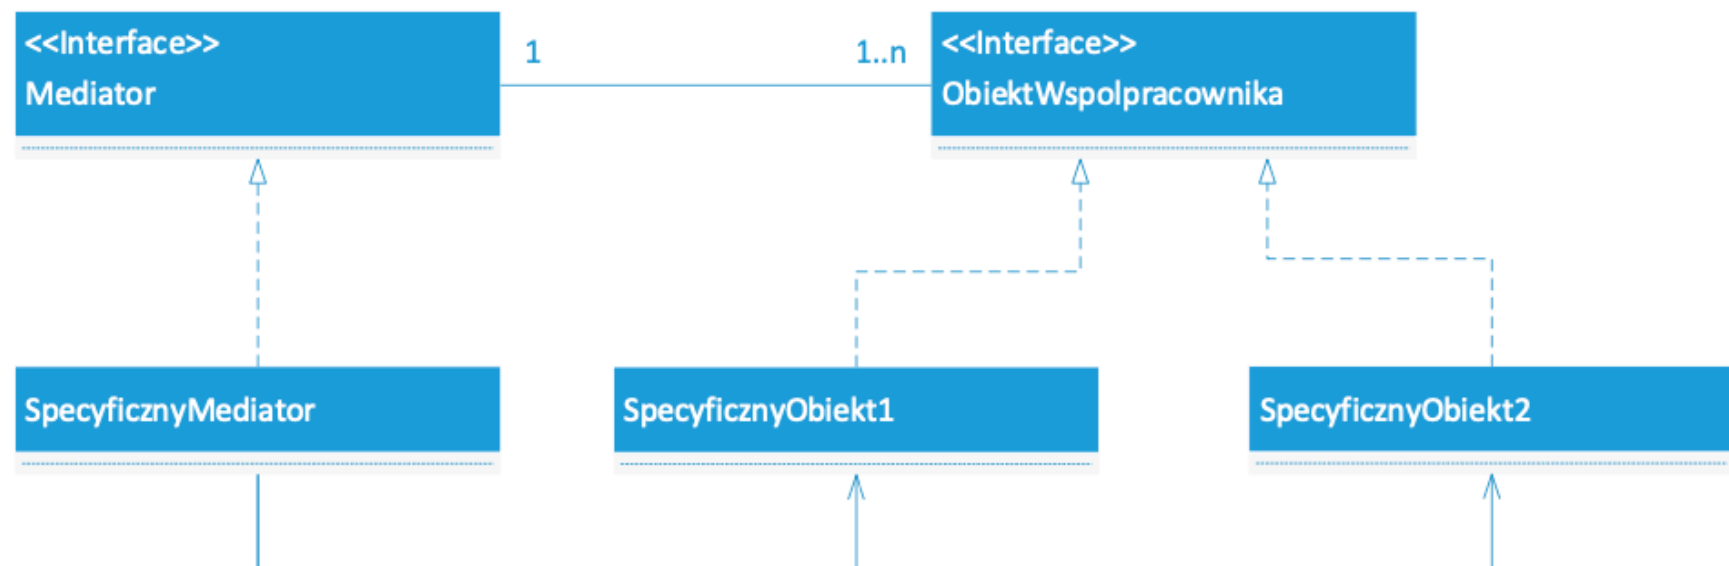 <<Interface>>
Mediator
1
1..n
<<Interface>>
ObiektWspolpracownika
SpecyficznyMediator
SpecyficznyObiekt1
SpecyficznyObiekt2